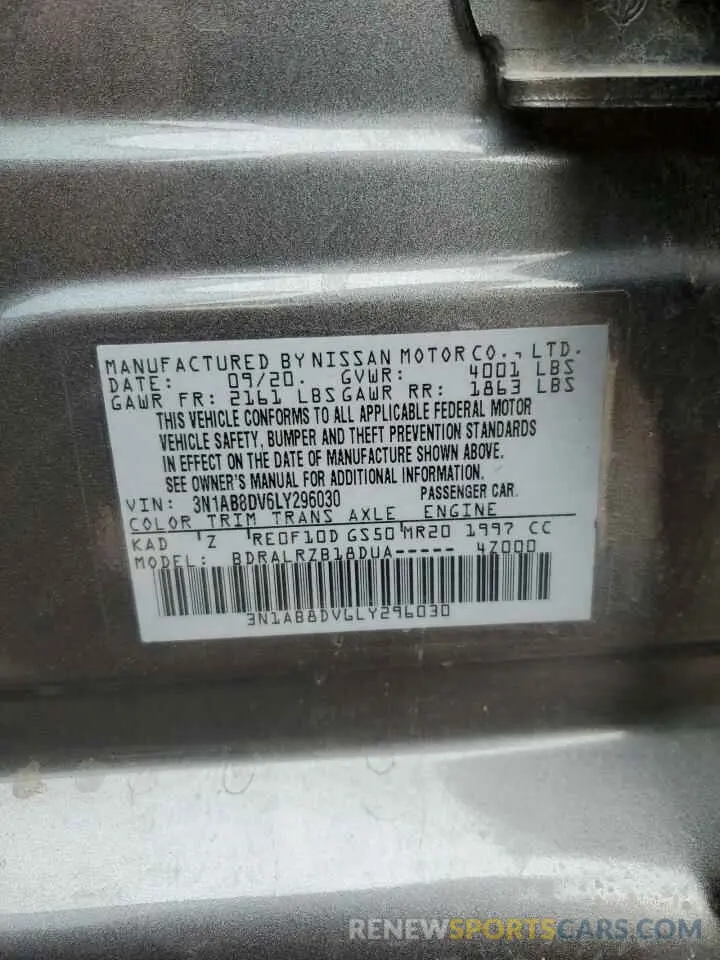 MANUFACTURED BY NISSAN MOTOR CO., LTD.
DATE: 09/20. GVWR: 4001 LBS
GAWR FR: 2161 LBS GAWR RR: 1863 LBS
THIS VEHICLE CONFORMS TO ALL APPLICABLE FEDERAL MOTOR
VEHICLE SAFETY, BUMPER AND THEFT PREVENTION STANDARDS
IN EFFECT ON THE DATE OF MANUFACTURE SHOWN ABOVE.
SEE OWNER'S MANUAL FOR ADDITIONAL INFORMATION.
VIN: 3N1AB8DV6LY296030 PASSENGER CAR.
COLOR TRIM TRANS AXLE ENGINE
KAD Z RE0F10D GS50 MR20 1997 CC
MODEL: BDRALRZB18DUA----- 4Z000
3N1AB8DV6LY296030
RENEWSPORTSCARS.COM